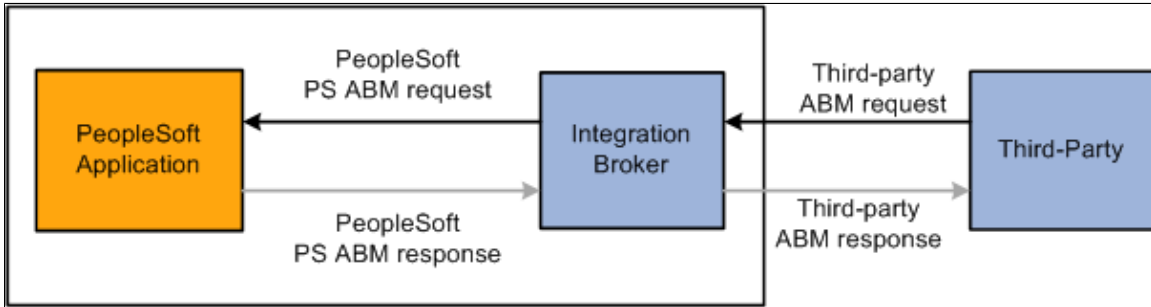 PeopleSoft
Application
PeopleSoft
PS ABM request
PeopleSoft
PS ABM response
Integration
Broker
Third-party
ABM request
Third-party
ABM response
Third-Party